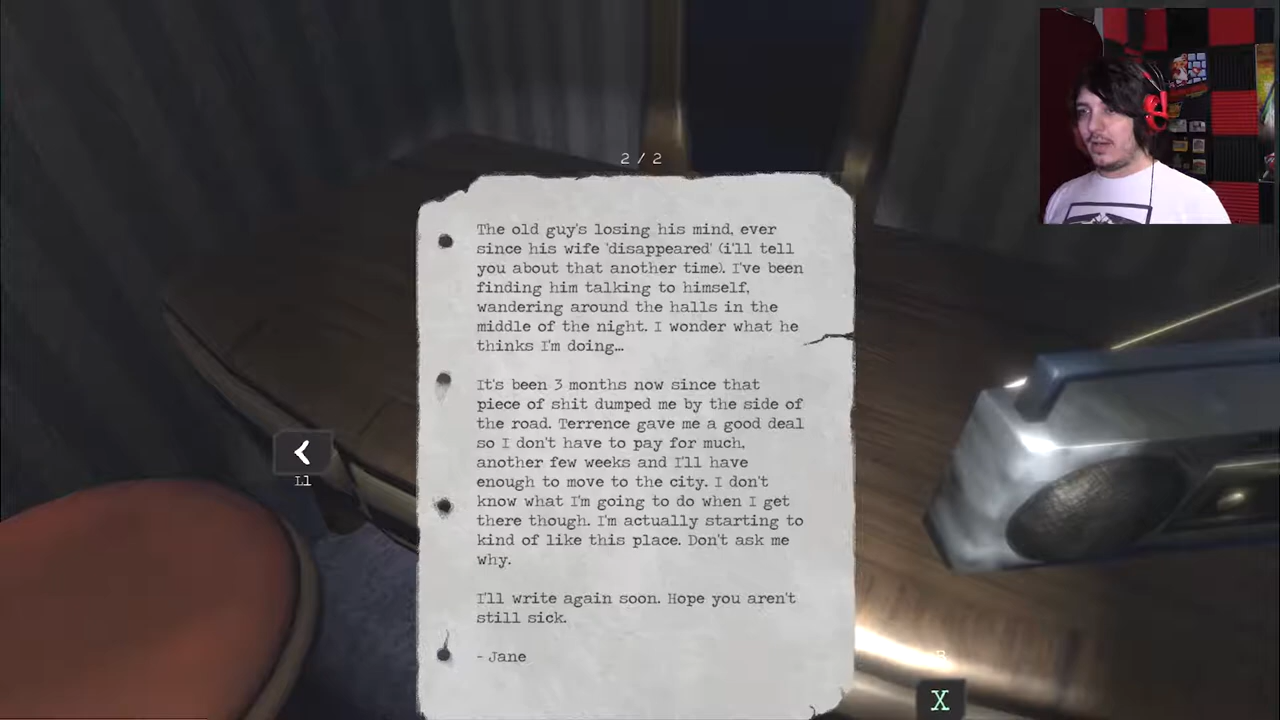 2 / 2
The old guy's losing his mind, ever
since his wife 'disappeared' (i'll tell
you about that another time). I've been
finding him talking to himself,
wandering around the halls in the
middle of the night. I wonder what he
thinks I'm doing…
It's been 3 months now since that
piece of shit dumped me by the side of
the road. Terrence gave me a good deal
so I don't have to pay for much,
another few weeks and I'll have
enough to move to the city. I don't
know what I'm going to do when I get
there though. I'm actually starting to
kind of like this place. Don't ask me
why.
I'll write again soon. Hope you aren't
still sick.
- Jane
<
L1
B
X